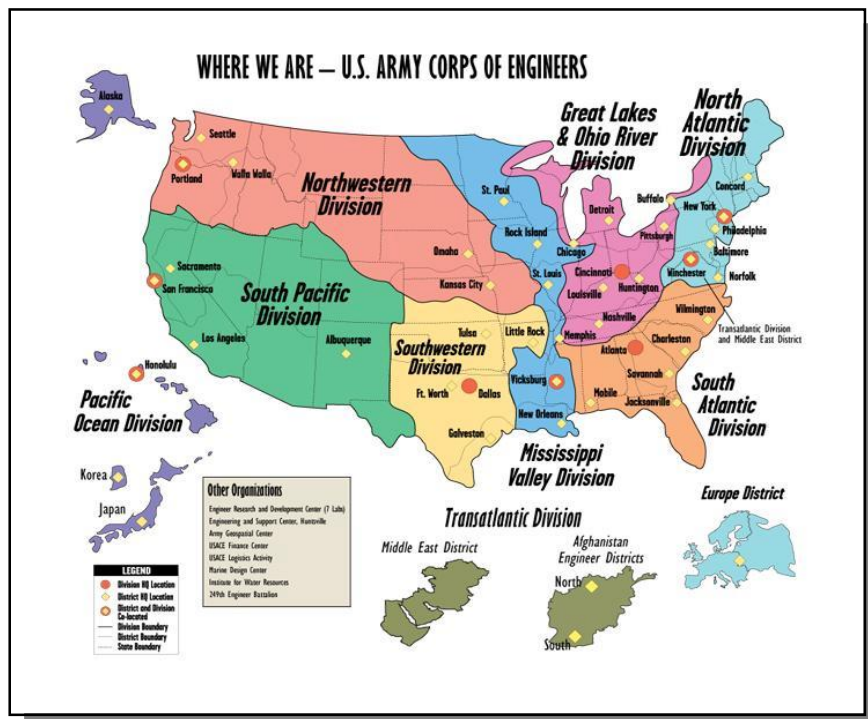 WHERE WE ARE – U.S. ARMY CORPS OF ENGINEERS
Alaska
Seattle
Portland
Walla Walla
Northwestern
Division
Great Lakes
& Ohio River
Division
North
Atlantic
Division
St. Paul
Rock Island
Omaha
Kansas City
Detroit
Chicago
Buffalo
Pittsburgh
Concord
New York
Philadelphia
Baltimore
Winchester
Norfolk
Transatlantic Division
and Middle East District
Cincinnati
Louisville
Huntington
Nashville
St. Louis
Memphis
Sacramento
San Francisco
South Pacific
Division
Los Angeles
Albuquerque
Tulsa
Little Rock
Southwestern
Division
Ft. Worth
Dallas
Galveston
Vicksburg
New Orleans
Mississippi
Valley Division
Wilmington
Charleston
Atlanta
Savannah
Mobile
Jacksonville
South
Atlantic
Division
Honolulu
Pacific
Ocean Division
Korea
Japan
LEGEND
Division HQ Location
District HQ Location
District and Division
Co-located
Division Boundary
District Boundary
State Boundary
Other Organizations
Engineer Research and Development Center (7 Labs)
Engineering and Support Center, Huntsville
Army Geospatial Center
USACE Finance Center
USACE Logistics Activity
Marine Design Center
Institute for Water Resources
249th Engineer Battalion
Transatlantic Division
Middle East District
Afghanistan
Engineer Districts
North
South
Europe District